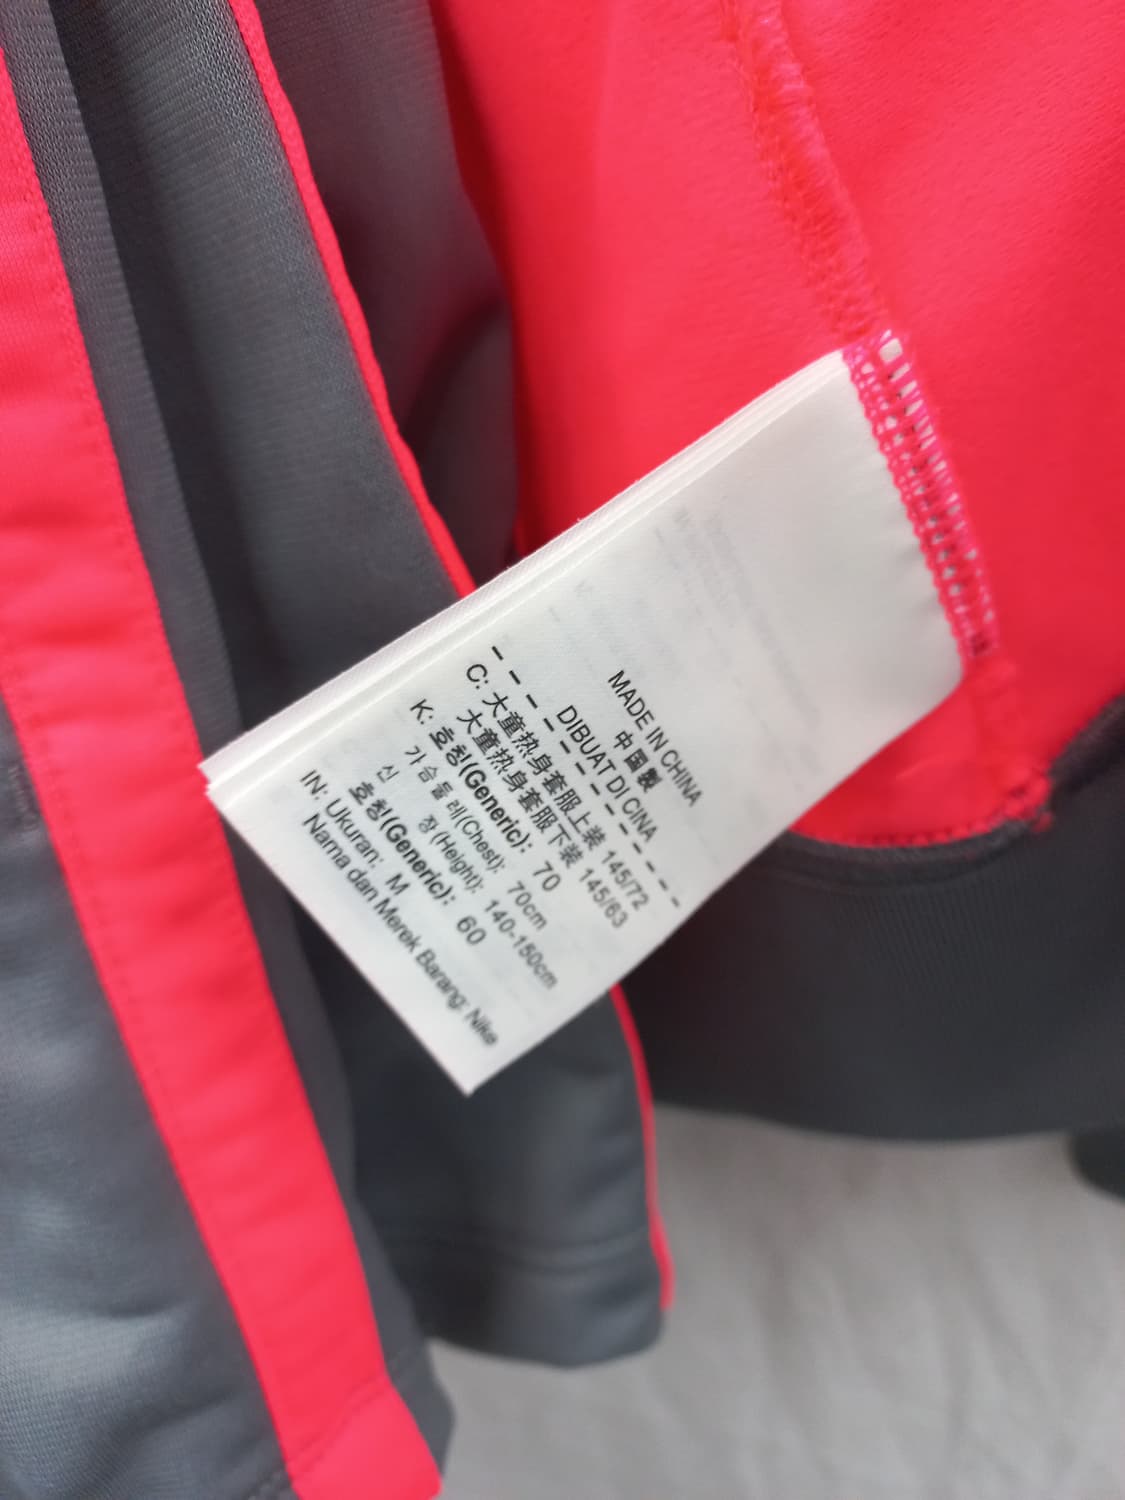 MADE IN CHINA
中國製
DIBUAT DI CINA
C: 大童热身套服上装 145/72
大童热身套服下装 145/63
K: 호칭(Generic): 70
가슴둘레(Chest): 70cm
신 장(Height): 140-150cm
호칭(Generic): 60
IN: Ukuran: M
Nama dan Merek Barang: Nike